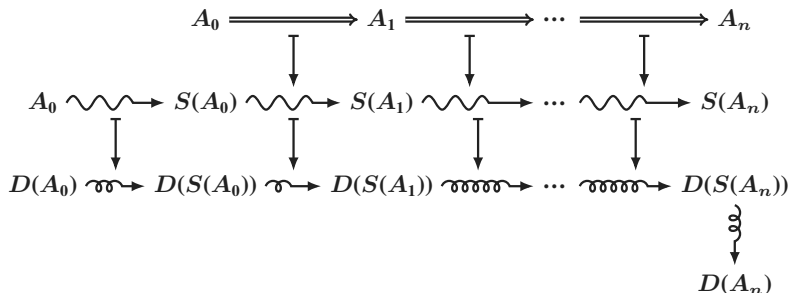 A₀ A₁ ... Aₙ
A₀ S(A₀) S(A₁) ... S(Aₙ)
D(A₀) D(S(A₀)) D(S(A₁)) ... D(S(Aₙ))
D(Aₙ)